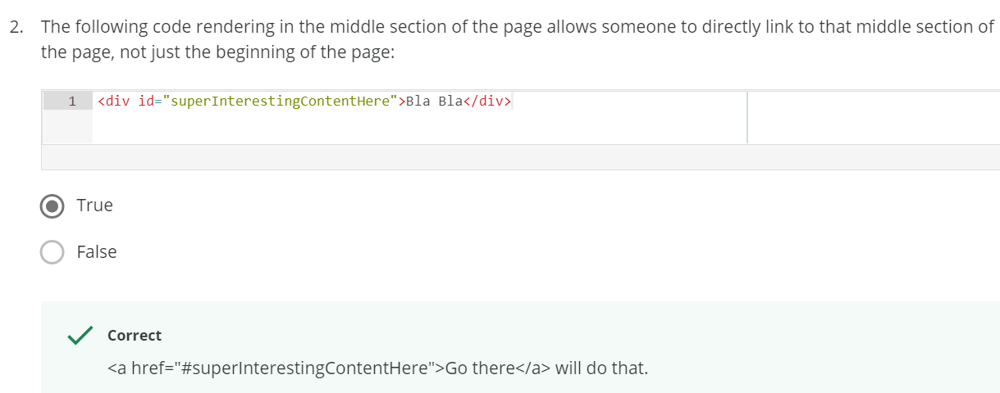 2. The following code rendering in the middle section of the page allows someone to directly link to that middle section of
the page, not just the beginning of the page:
1 <div id="superInterestingContentHere">Bla Bla</div>
True
False
Correct
<a href="#superInterestingContentHere">Go there</a> will do that.